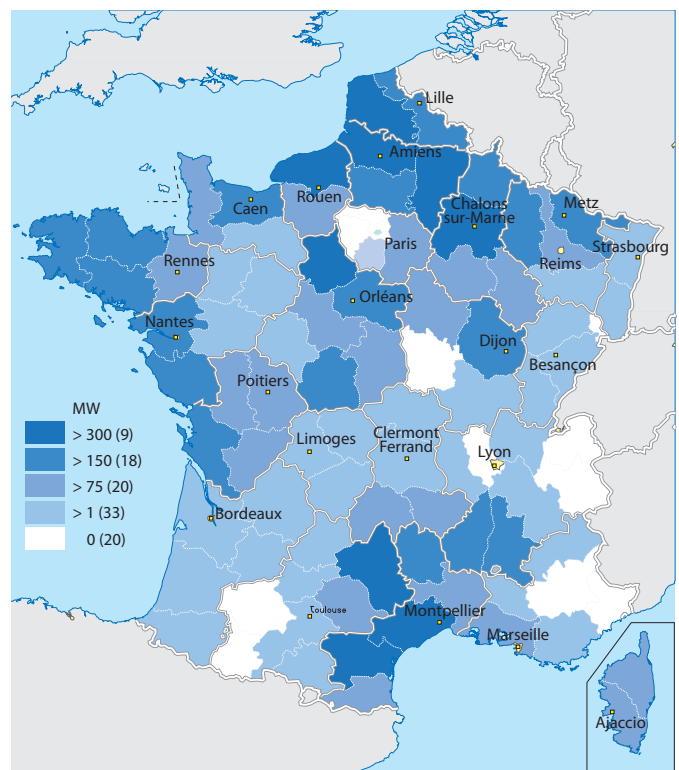 Lille
Amiens
Rouen
Caen
Chalons
sur-Marne
Metz
Paris
Reims
Strasbourg
Rennes
Orléans
Nantes
Dijon
Besançon
Poitiers
MW
> 300 (9)
> 150 (18)
> 75 (20)
> 1 (33)
0 (20)
Limoges
Clermont
Ferrand
Lyon
Bordeaux
Toulouse
Montpellier
Marseille
Ajaccio